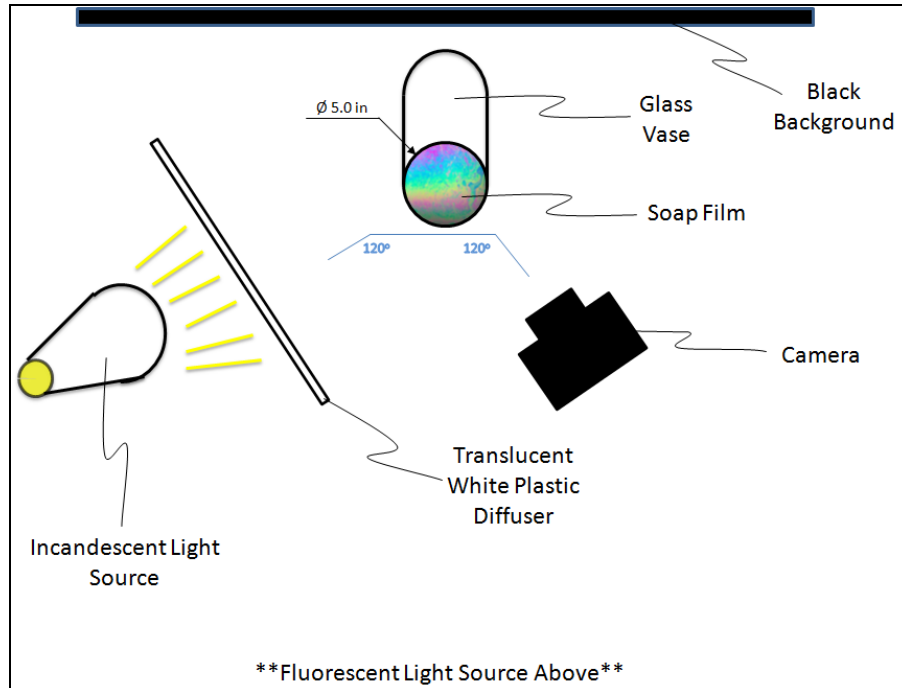 Ø 5.0 in
Glass
Vase
Black
Background
Soap Film
120º
120º
Camera
Translucent
White Plastic
Diffuser
Incandescent Light
Source
**Fluorescent Light Source Above**